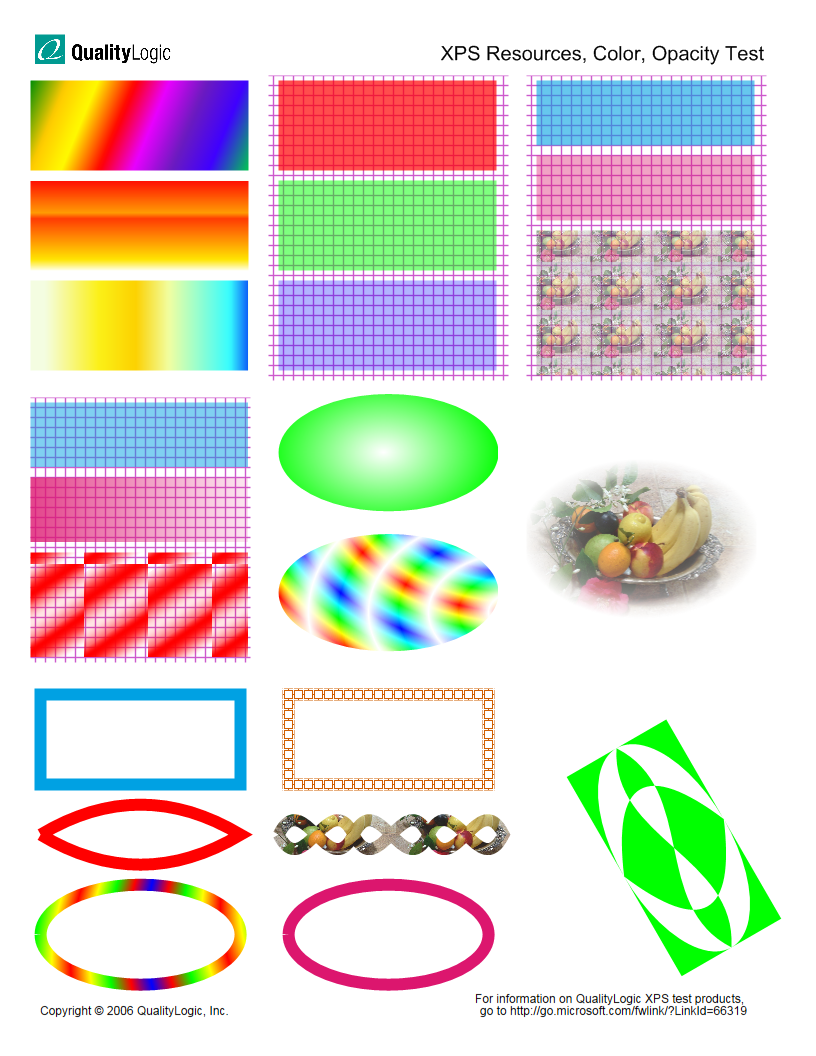 QualityLogic
XPS Resources, Color, Opacity Test
For information on QualityLogic XPS test products,
go to http://go.microsoft.com/fwlink/?LinkId=66319
Copyright © 2006 QualityLogic, Inc.